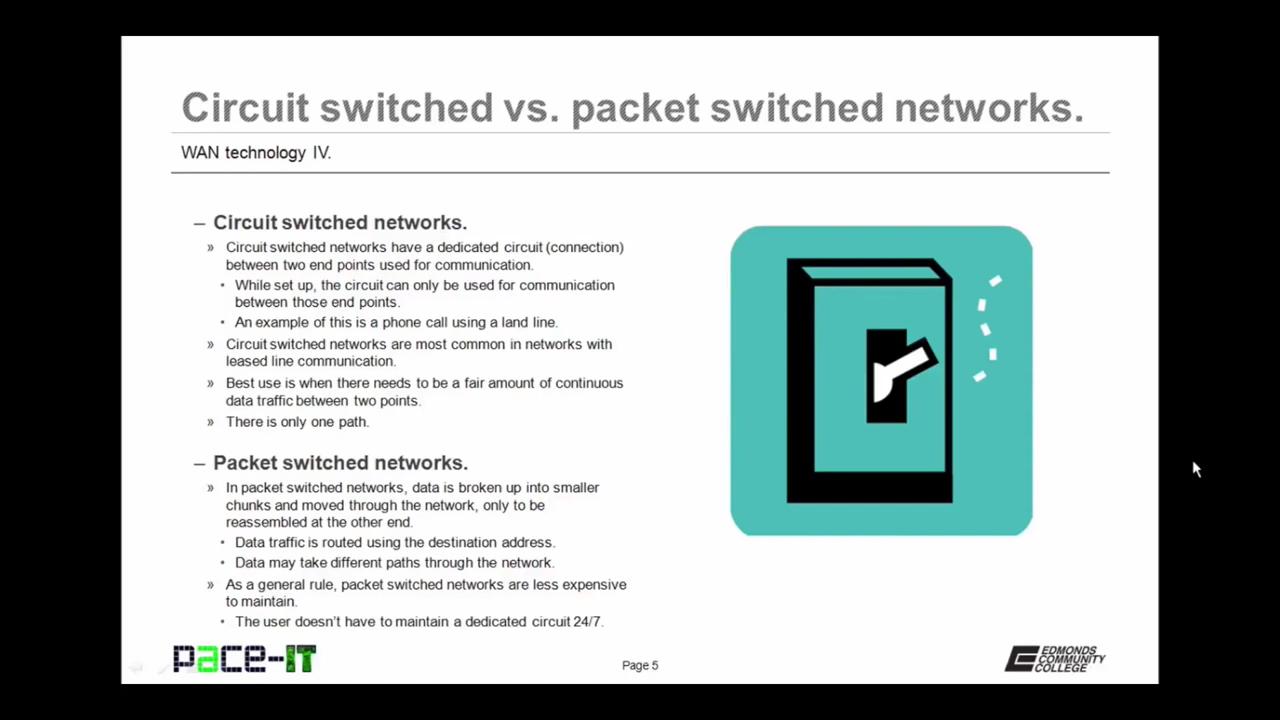 Circuit switched vs. packet switched networks.
WAN technology IV.
– Circuit switched networks.
» Circuit switched networks have a dedicated circuit (connection)
between two end points used for communication.
• While set up, the circuit can only be used for communication
between those end points.
• An example of this is a phone call using a land line.
» Circuit switched networks are most common in networks with
leased line communication.
» Best use is when there needs to be a fair amount of continuous
data traffic between two points.
» There is only one path.
– Packet switched networks.
» In packet switched networks, data is broken up into smaller
chunks and moved through the network, only to be
reassembled at the other end.
• Data traffic is routed using the destination address.
• Data may take different paths through the network.
» As a general rule, packet switched networks are less expensive
to maintain.
• The user doesn’t have to maintain a dedicated circuit 24/7.
pace-IT
Page 5
EDMONDS
COMMUNITY
COLLEGE